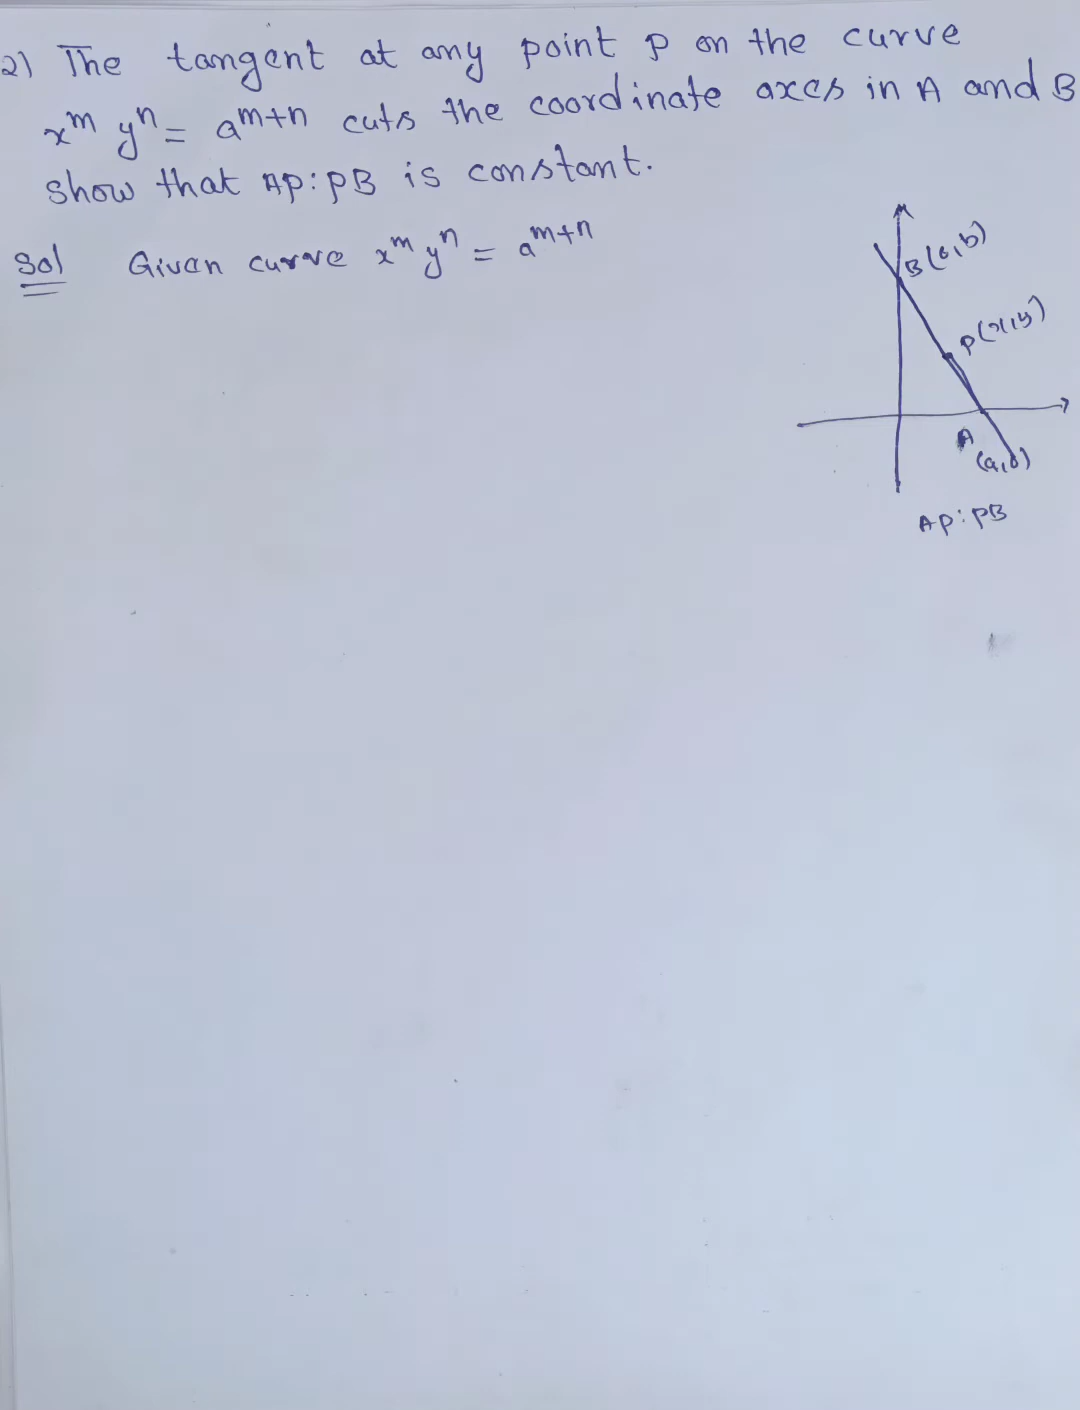 2) The tangent at any point P on the curve
x^m y^n = a^{m+n} cuts the coordinate axes in A and B
show that AP:PB is constant.
Sol Given curve x^m y^n = a^{m+n}
B(0,b)
P(x,y)
A
(a,0)
AP:PB